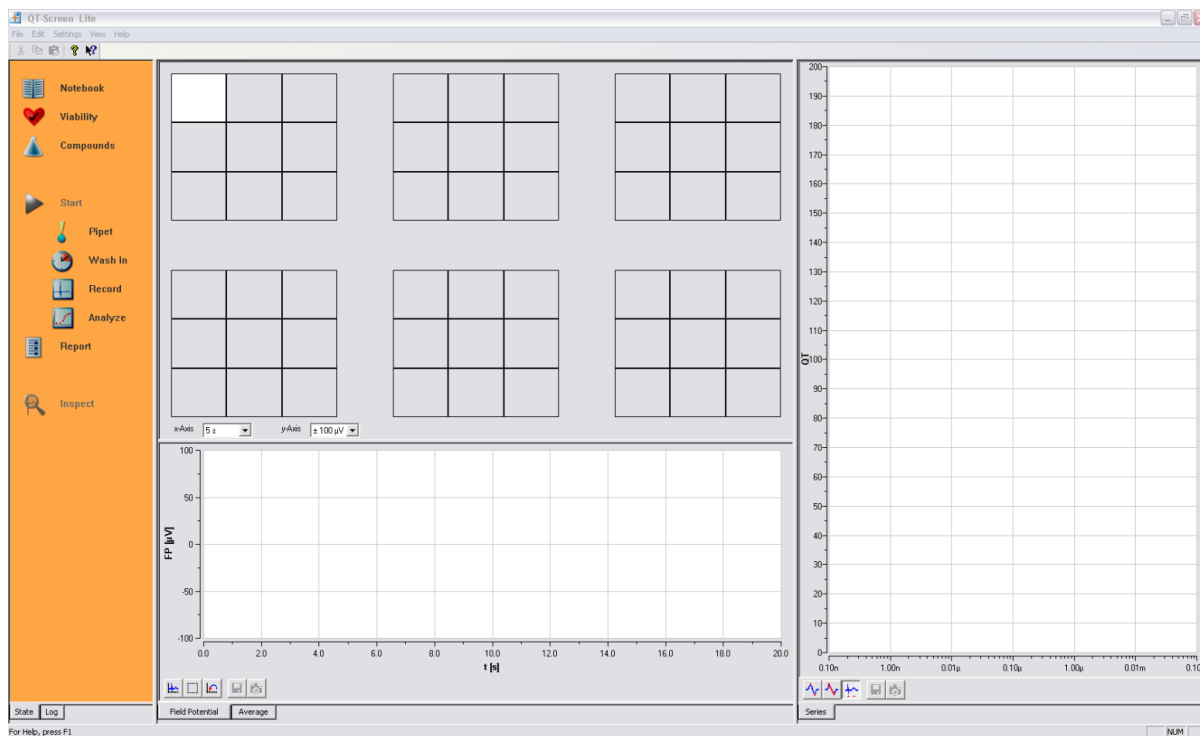 QT-Screen Lite
File Edit Settings View Help
Notebook
Viability
Compounds
Start
Pipet
Wash In
Record
Analyze
Report
Inspect
State Log
x-Axis 5 s y-Axis ± 100 µV
100
50
0
-50
-100
FP [µV]
0.0 2.0 4.0 6.0 8.0 10.0 12.0 14.0 16.0 18.0 20.0
t [s]
Field Potential Average
200
190
180
170
160
150
140
130
120
110
100
90
80
70
60
50
40
30
20
10
0
QT
0.10n 1.00n 0.01µ 0.10µ 1.00µ 0.01m 0.10
Series
For Help, press F1
NUM